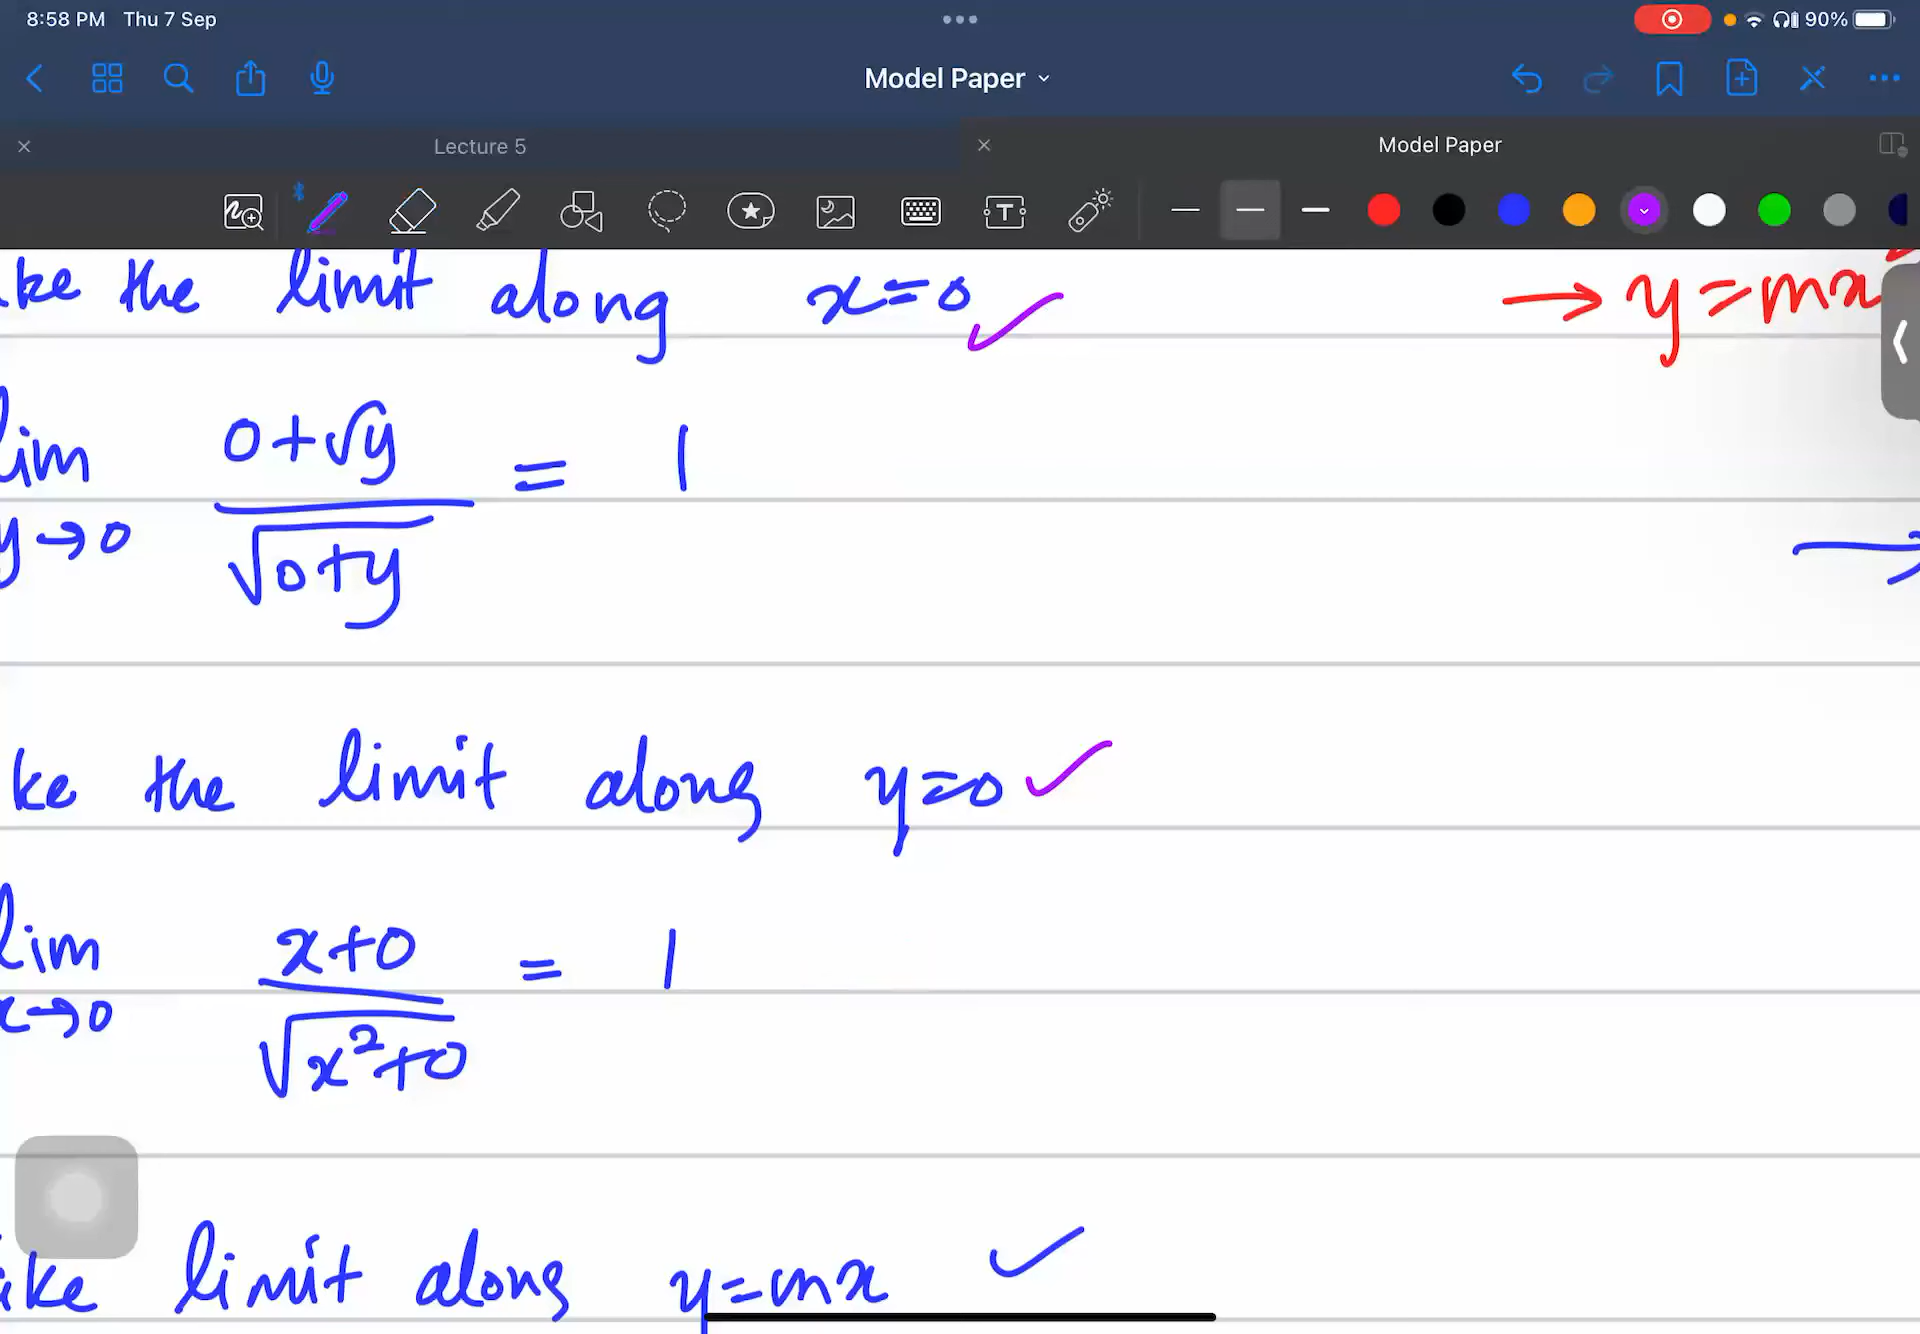 8:58 PM Thu 7 Sep
90%
Model Paper
Lecture 5
Model Paper
T
ke the limit along x=0
→ y=mx
lim y→0 (0+√y)/√(0+y) = 1
ke the limit along y=0
lim x→0 (x+0)/√(x²+0) = 1
ke limit along y=mx